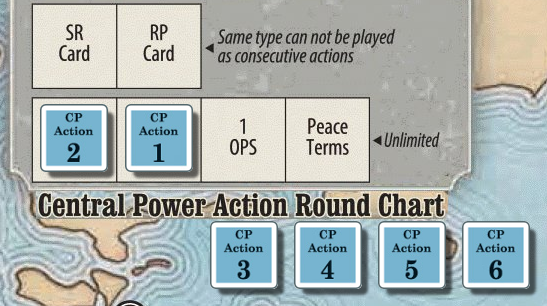 SR
Card
RP
Card
Same type can not be played
as consecutive actions
CP
Action
2
CP
Action
1
1
OPS
Peace
Terms
Unlimited
Central Power Action Round Chart
CP
Action
3
CP
Action
4
CP
Action
5
CP
Action
6